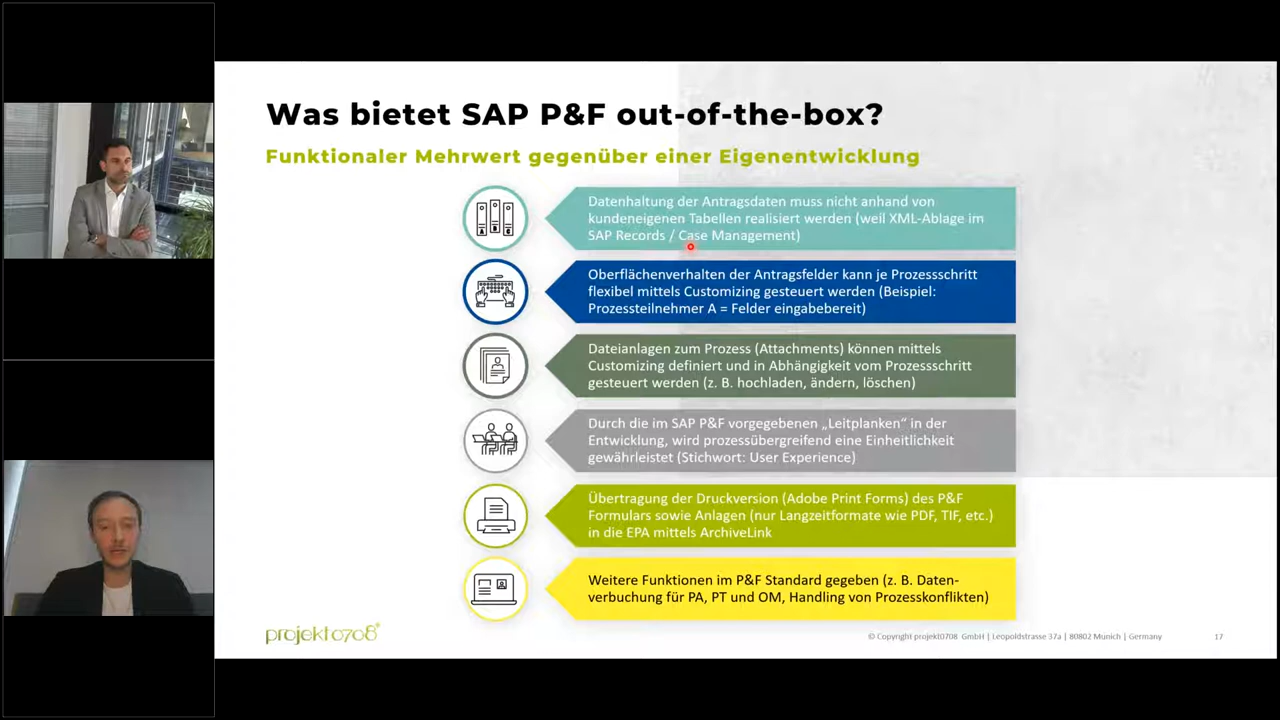 Was bietet SAP P&F out-of-the-box?
Funktionaler Mehrwert gegenüber einer Eigenentwicklung
Datenhaltung der Antragsdaten muss nicht anhand von
kundeneigenen Tabellen realisiert werden (weil XML-Ablage im
SAP Records / Case Management)
Oberflächenverhalten der Antragsfelder kann je Prozessschritt
flexibel mittels Customizing gesteuert werden (Beispiel:
Prozessteilnehmer A = Felder eingabebereit)
Dateianlagen zum Prozess (Attachments) können mittels
Customizing definiert und in Abhängigkeit vom Prozessschritt
gesteuert werden (z. B. hochladen, ändern, löschen)
Durch die im SAP P&F vorgegebenen „Leitplanken“ in der
Entwicklung, wird prozessübergreifend eine Einheitlichkeit
gewährleistet (Stichwort: User Experience)
Übertragung der Druckversion (Adobe Print Forms) des P&F
Formulars sowie Anlagen (nur Langzeitformate wie PDF, TIF, etc.)
in die EPA mittels ArchiveLink
Weitere Funktionen im P&F Standard gegeben (z. B. Daten-
verbuchung für PA, PT und OM, Handling von Prozesskonflikten)
projekt0708®
© Copyright projekt0708 GmbH | Leopoldstrasse 37a | 80802 Munich | Germany
17